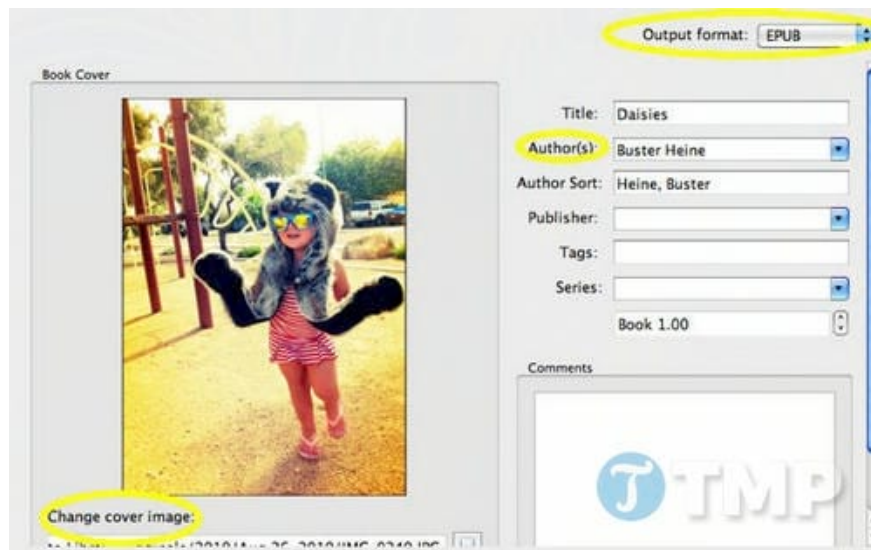 Output format: EPUB
Book Cover
Title: Daisies
Author(s): Buster Heine
Author Sort: Heine, Buster
Publisher:
Tags:
Series:
Book 1.00
Comments
TMP
Change cover image: